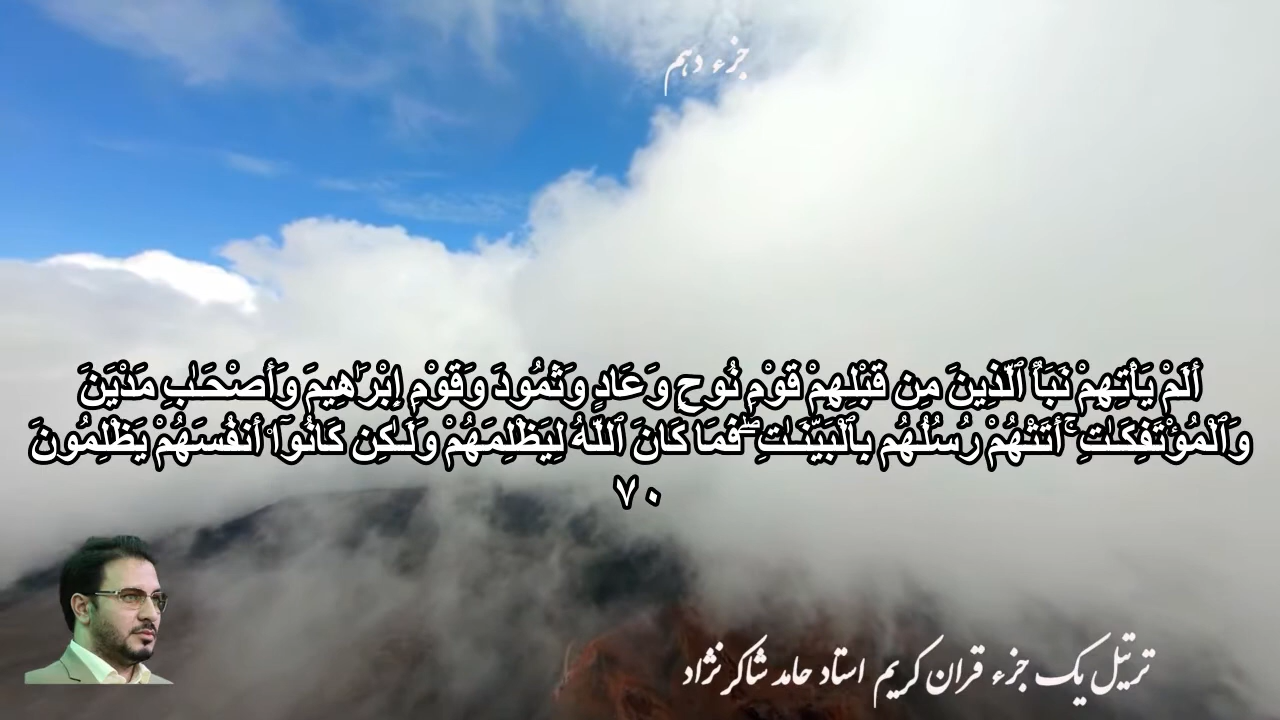 جزء دهم
أَلَمْ يَأْتِهِمْ نَبَأُ ٱلَّذِينَ مِن قَبْلِهِمْ قَوْمِ نُوحٍ وَعَادٍ وَثَمُودَ وَقَوْمِ إِبْرَٰهِيمَ وَأَصْحَـٰبِ مَدْيَنَ
وَٱلْمُؤْتَفِكَـٰتِ ۚ أَتَتْهُمْ رُسُلُهُم بِٱلْبَيِّنَـٰتِ ۖ فَمَا كَانَ ٱللَّهُ لِيَظْلِمَهُمْ وَلَـٰكِن كَانُوٓا۟ أَنفُسَهُمْ يَظْلِمُونَ
٧٠
ترتیل یک جزء قران کریم استاد حامد شاکرنژاد